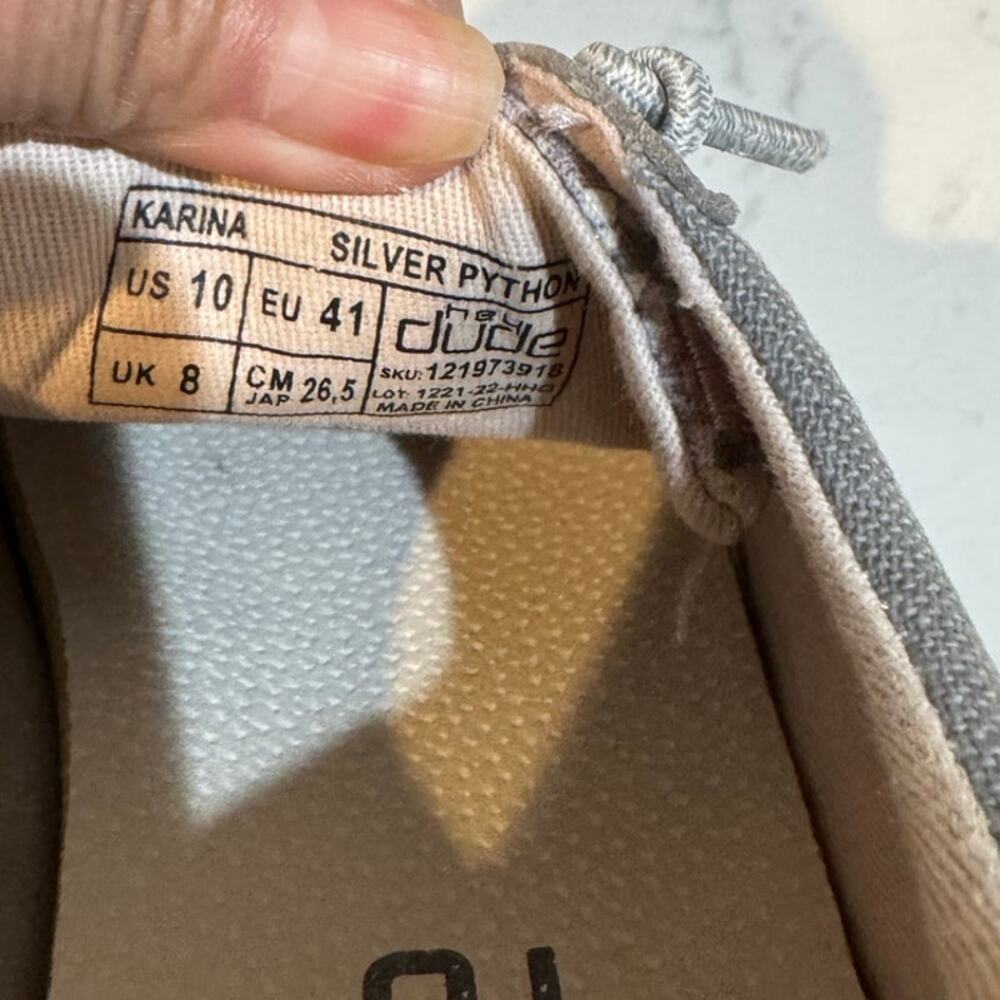 KARINA
SILVER PYTHON
US 10
EU 41
hey
dude
UK 8
CM 26,5
JAP
SKU: 121973918
LOT: 1221-22-HHG
MADE IN CHINA